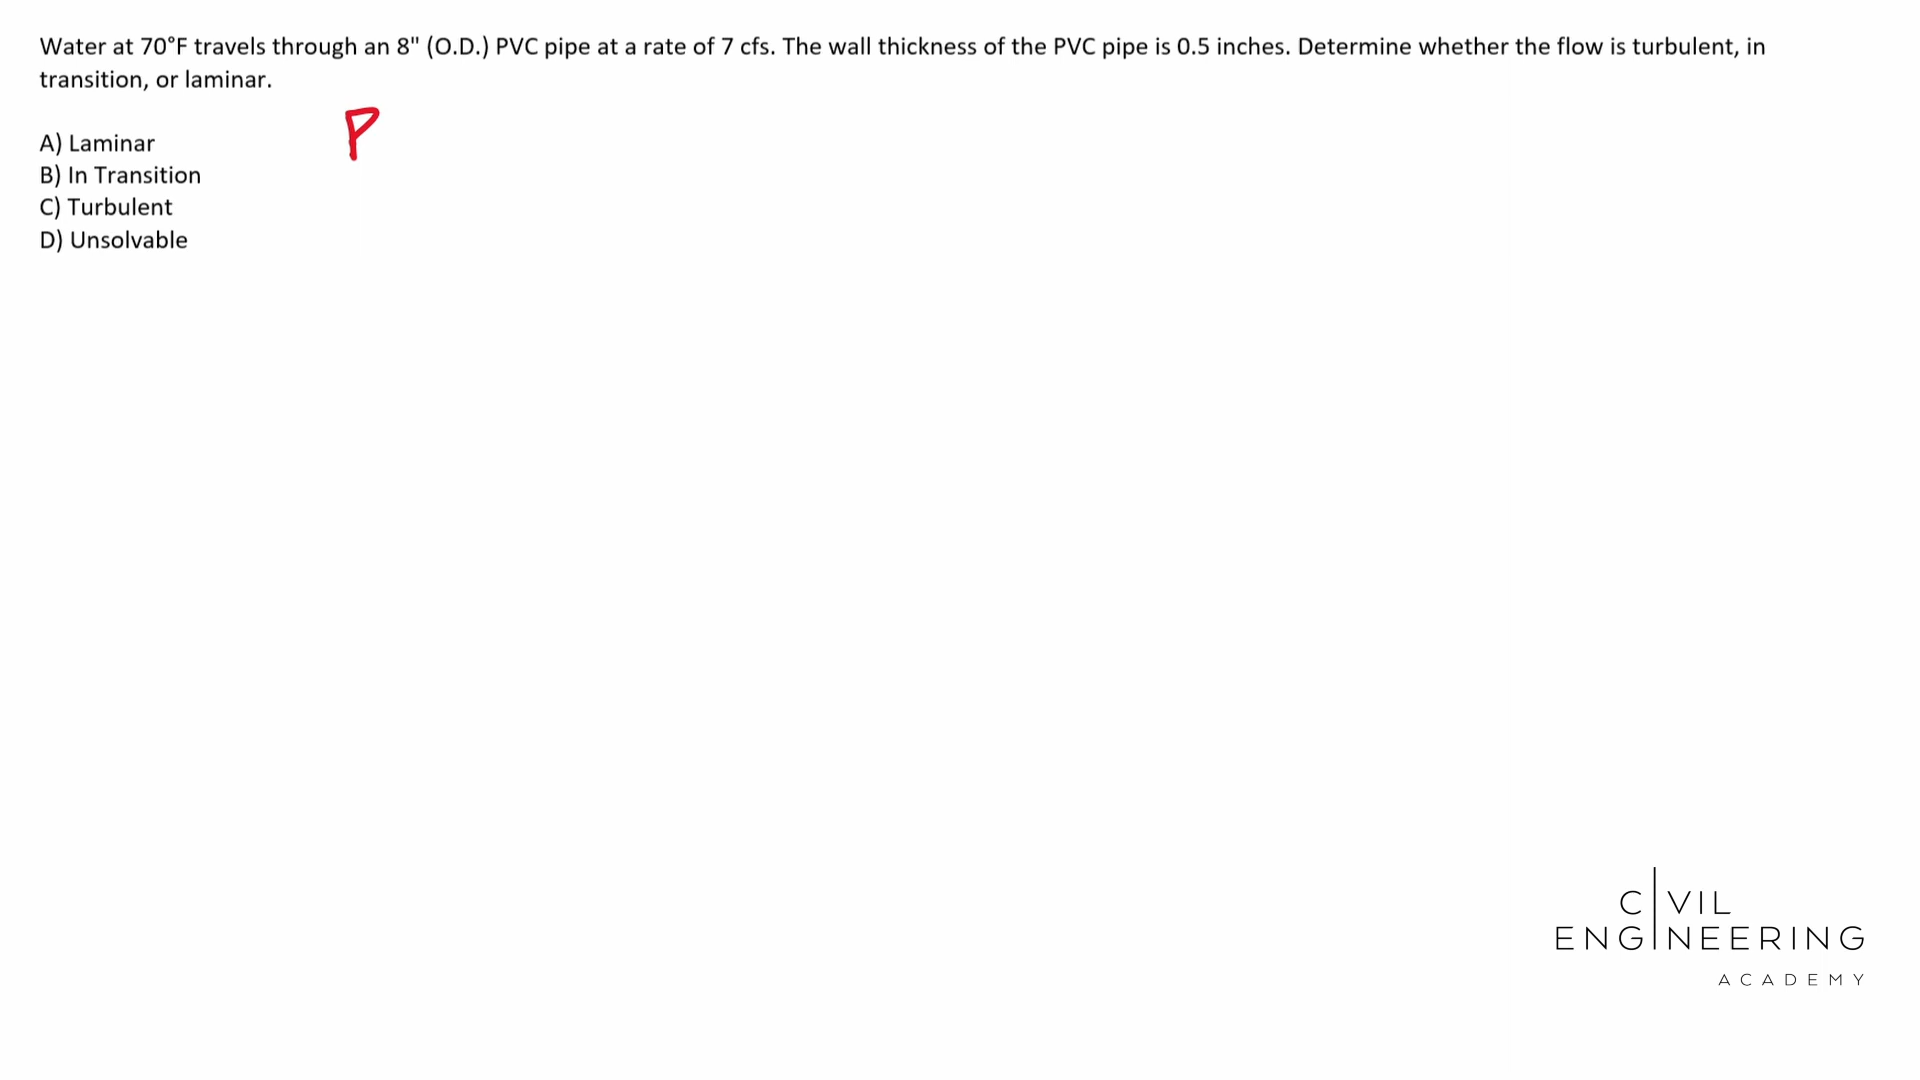 Water at 70°F travels through an 8" (O.D.) PVC pipe at a rate of 7 cfs. The wall thickness of the PVC pipe is 0.5 inches. Determine whether the flow is turbulent, in
transition, or laminar.
P
A) Laminar
B) In Transition
C) Turbulent
D) Unsolvable
CIVIL
ENGINEERING
ACADEMY